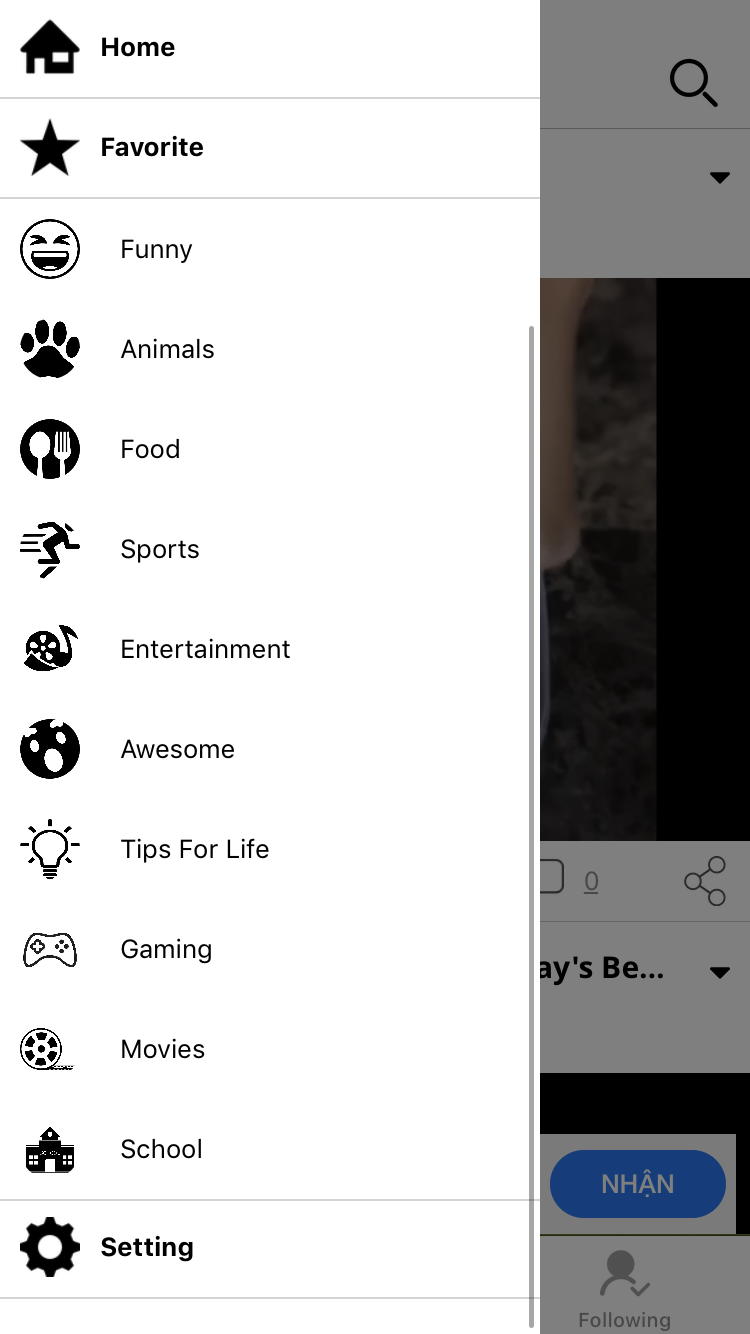 Home
Favorite
Funny
Animals
Food
Sports
Entertainment
Awesome
Tips For Life
Gaming
Movies
School
Setting
0
ay's Be...
NHẬN
Following